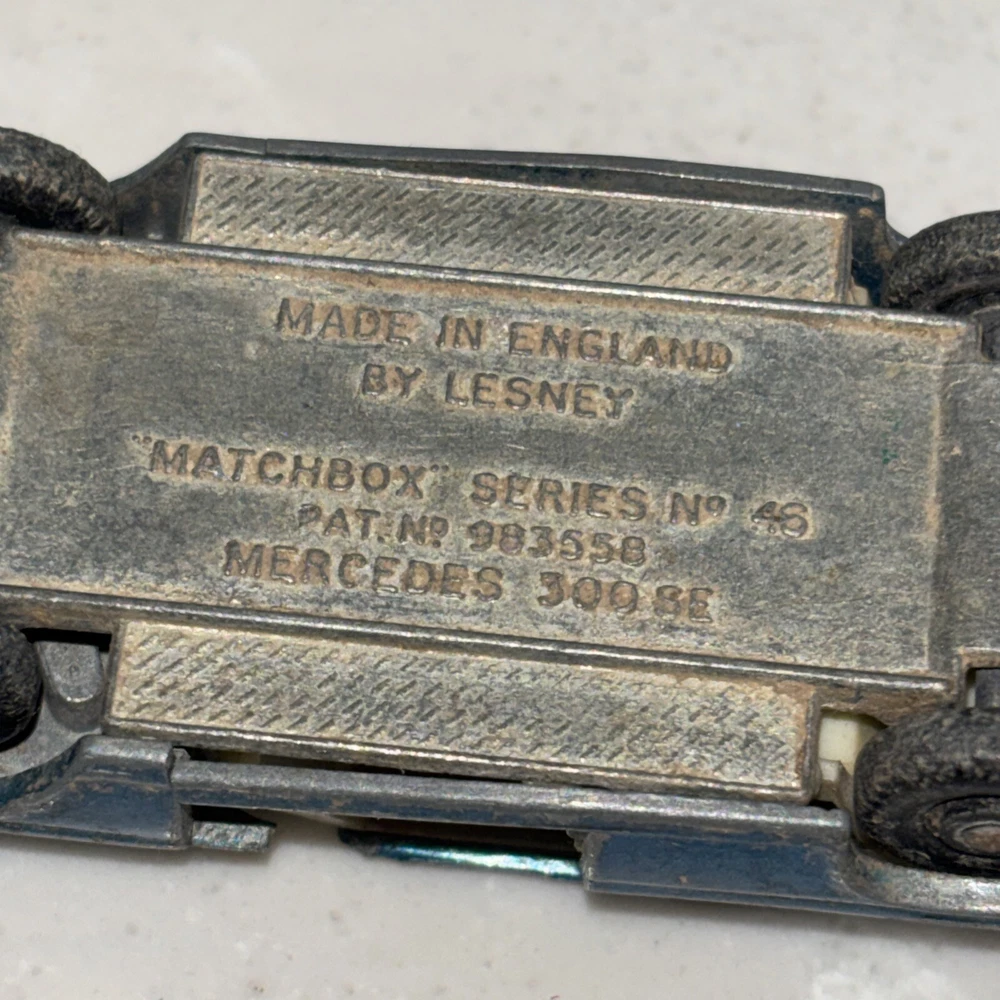 MADE IN ENGLAND
BY LESNEY
"MATCHBOX" SERIES Nº 46
PAT. Nº 983558
MERCEDES 300 SE